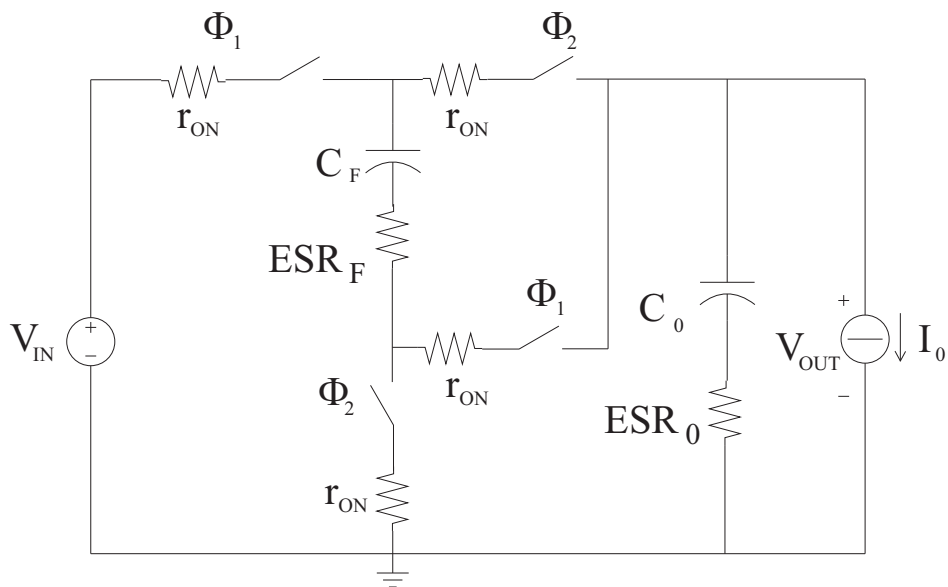 Φ1
Φ2
rON
rON
CF
ESRF
Φ1
C0
+
VIN
+
−
VOUT
I0
rON
Φ2
−
ESR0
rON